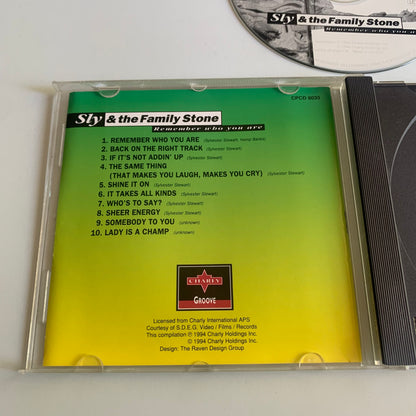 Sly & the Family Stone
Remember who you are
Sly & the Family Stone
Remember who you are
CPCD 8035
1. REMEMBER WHO YOU ARE (Sylvester Stewart, Hamp Banks)
2. BACK ON THE RIGHT TRACK (Sylvester Stewart)
3. IF IT'S NOT ADDIN' UP (Sylvester Stewart)
4. THE SAME THING
(THAT MAKES YOU LAUGH, MAKES YOU CRY) (Sylvester Stewart)
5. SHINE IT ON (Sylvester Stewart)
6. IT TAKES ALL KINDS (Sylvester Stewart)
7. WHO'S TO SAY? (Sylvester Stewart)
8. SHEER ENERGY (Sylvester Stewart)
9. SOMEBODY TO YOU (unknown)
10. LADY IS A CHAMP (unknown)
CHARLY
GROOVE
Licensed from Charly International APS
Courtesy of S.D.E.G. Video / Films / Records
This compilation ℗ 1994 Charly Holdings Inc.
© 1994 Charly Holdings Inc.
Design: The Raven Design Group